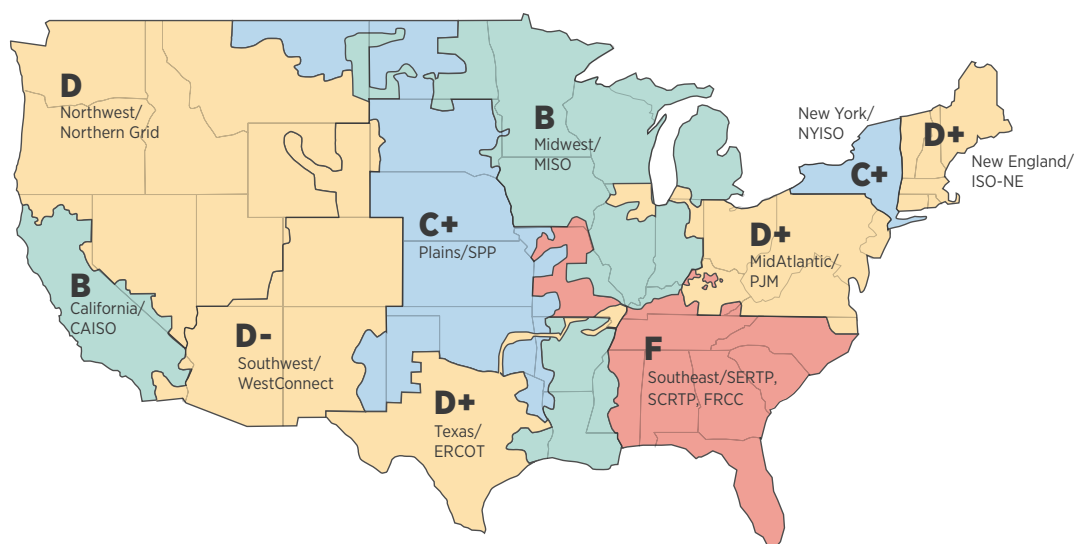 D
Northwest/
Northern Grid
B
Midwest/
MISO
New York/
NYISO
C+
D+
New England/
ISO-NE
C+
Plains/SPP
D+
MidAtlantic/
PJM
B
California/
CAISO
D-
Southwest/
WestConnect
F
Southeast/SERTP,
SCRTP, FRCC
D+
Texas/
ERCOT